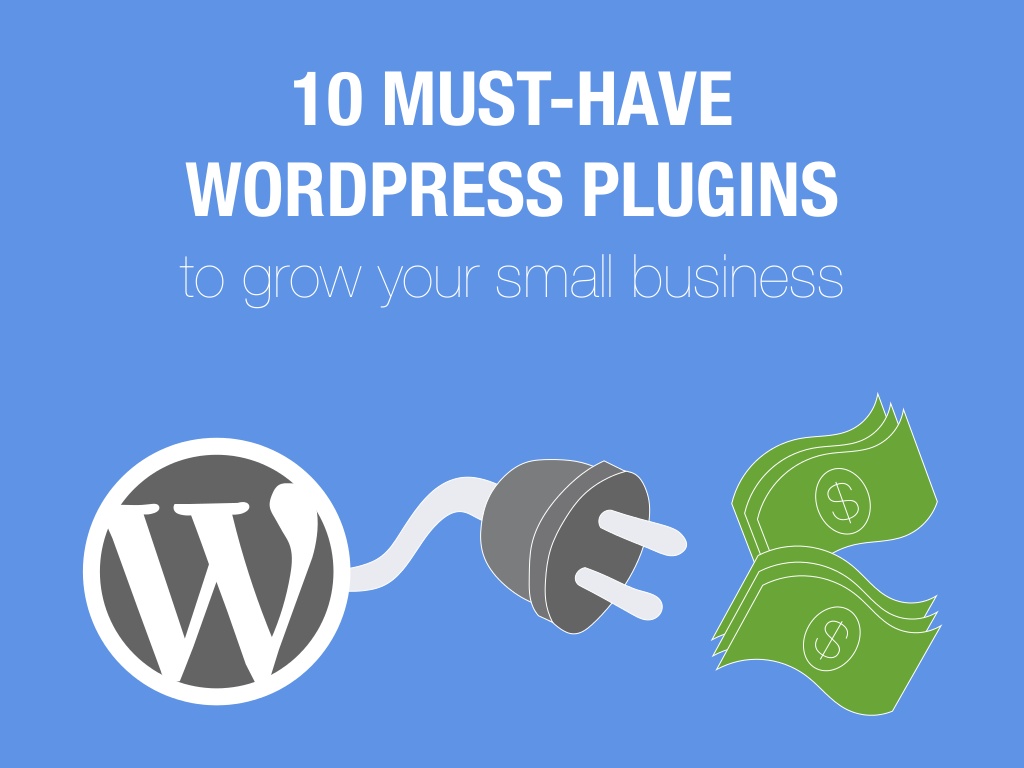 10 MUST-HAVE
WORDPRESS PLUGINS
to grow your small business
W
$
$